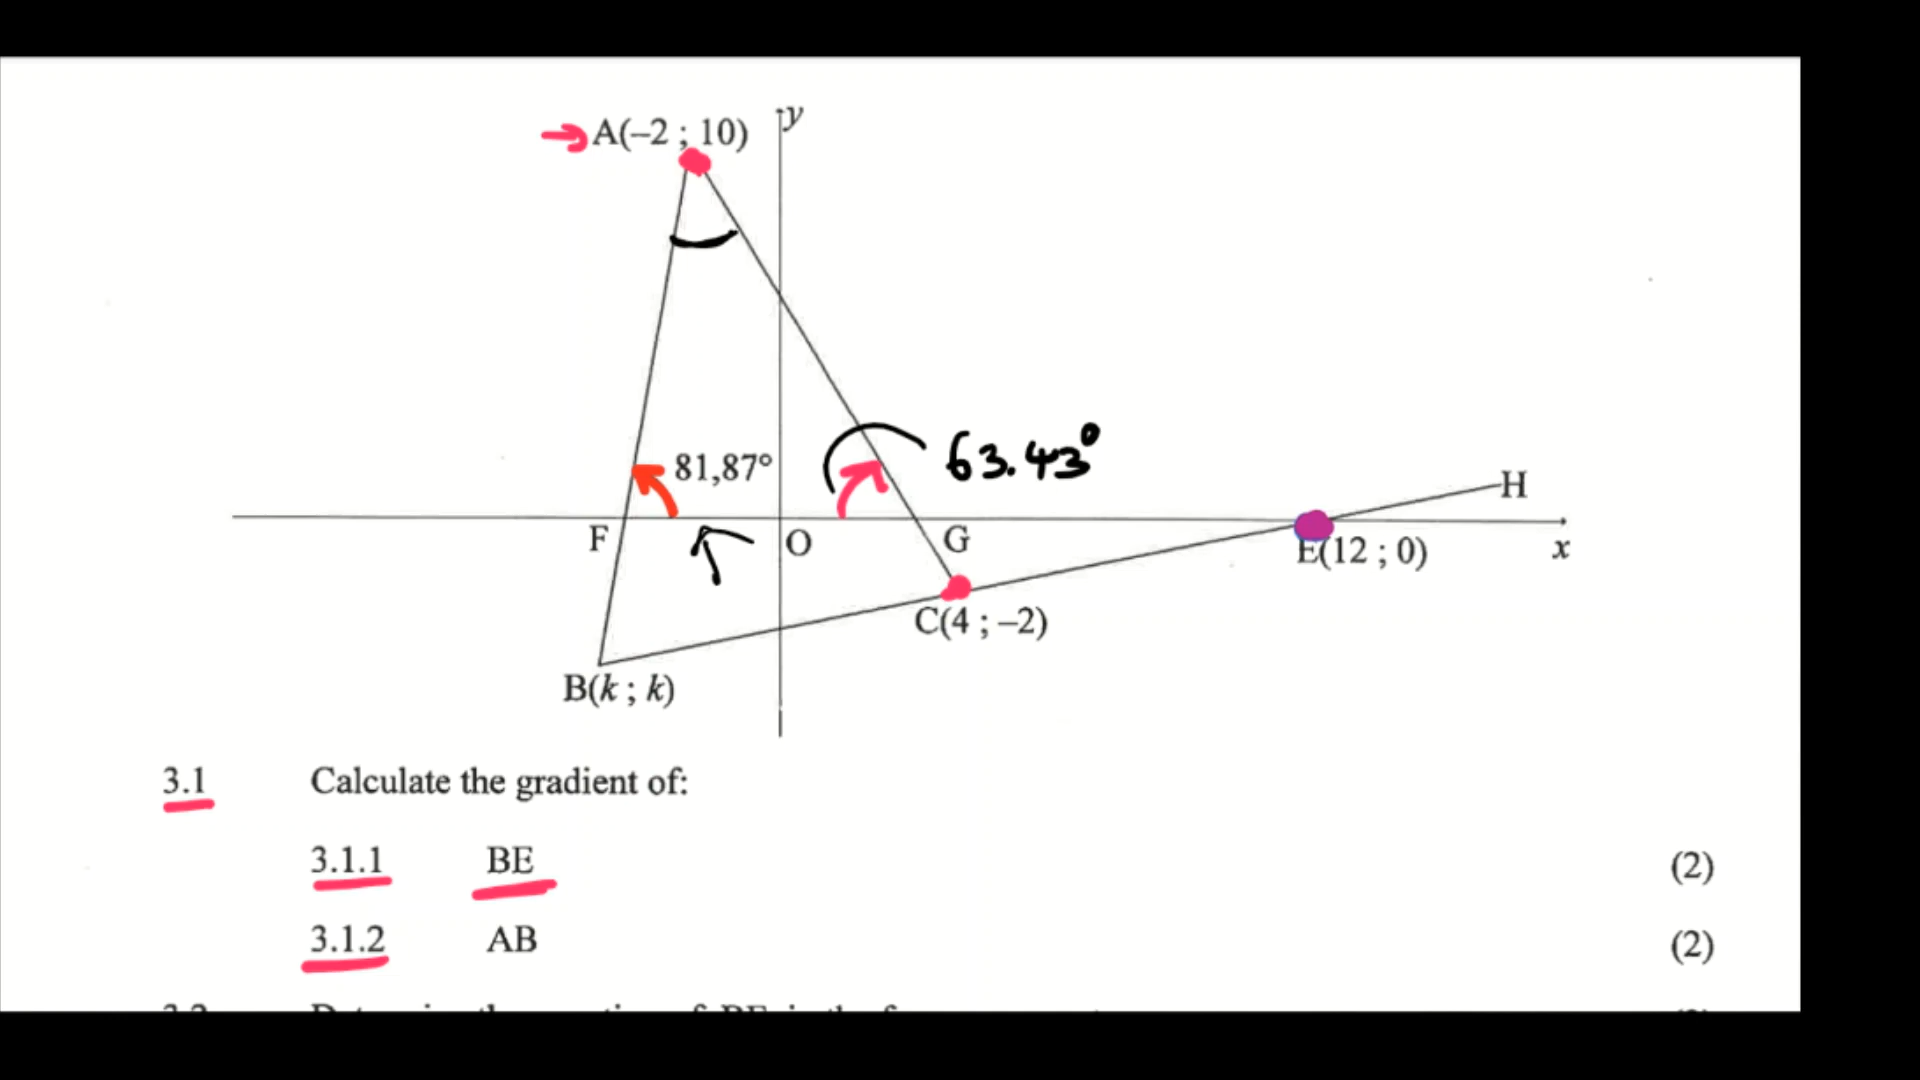 y
A(–2 ; 10)
81,87° 63.43°
H
F O G
E(12 ; 0) x
C(4 ; –2)
B(k ; k)
3.1 Calculate the gradient of:
3.1.1 BE (2)
3.1.2 AB (2)